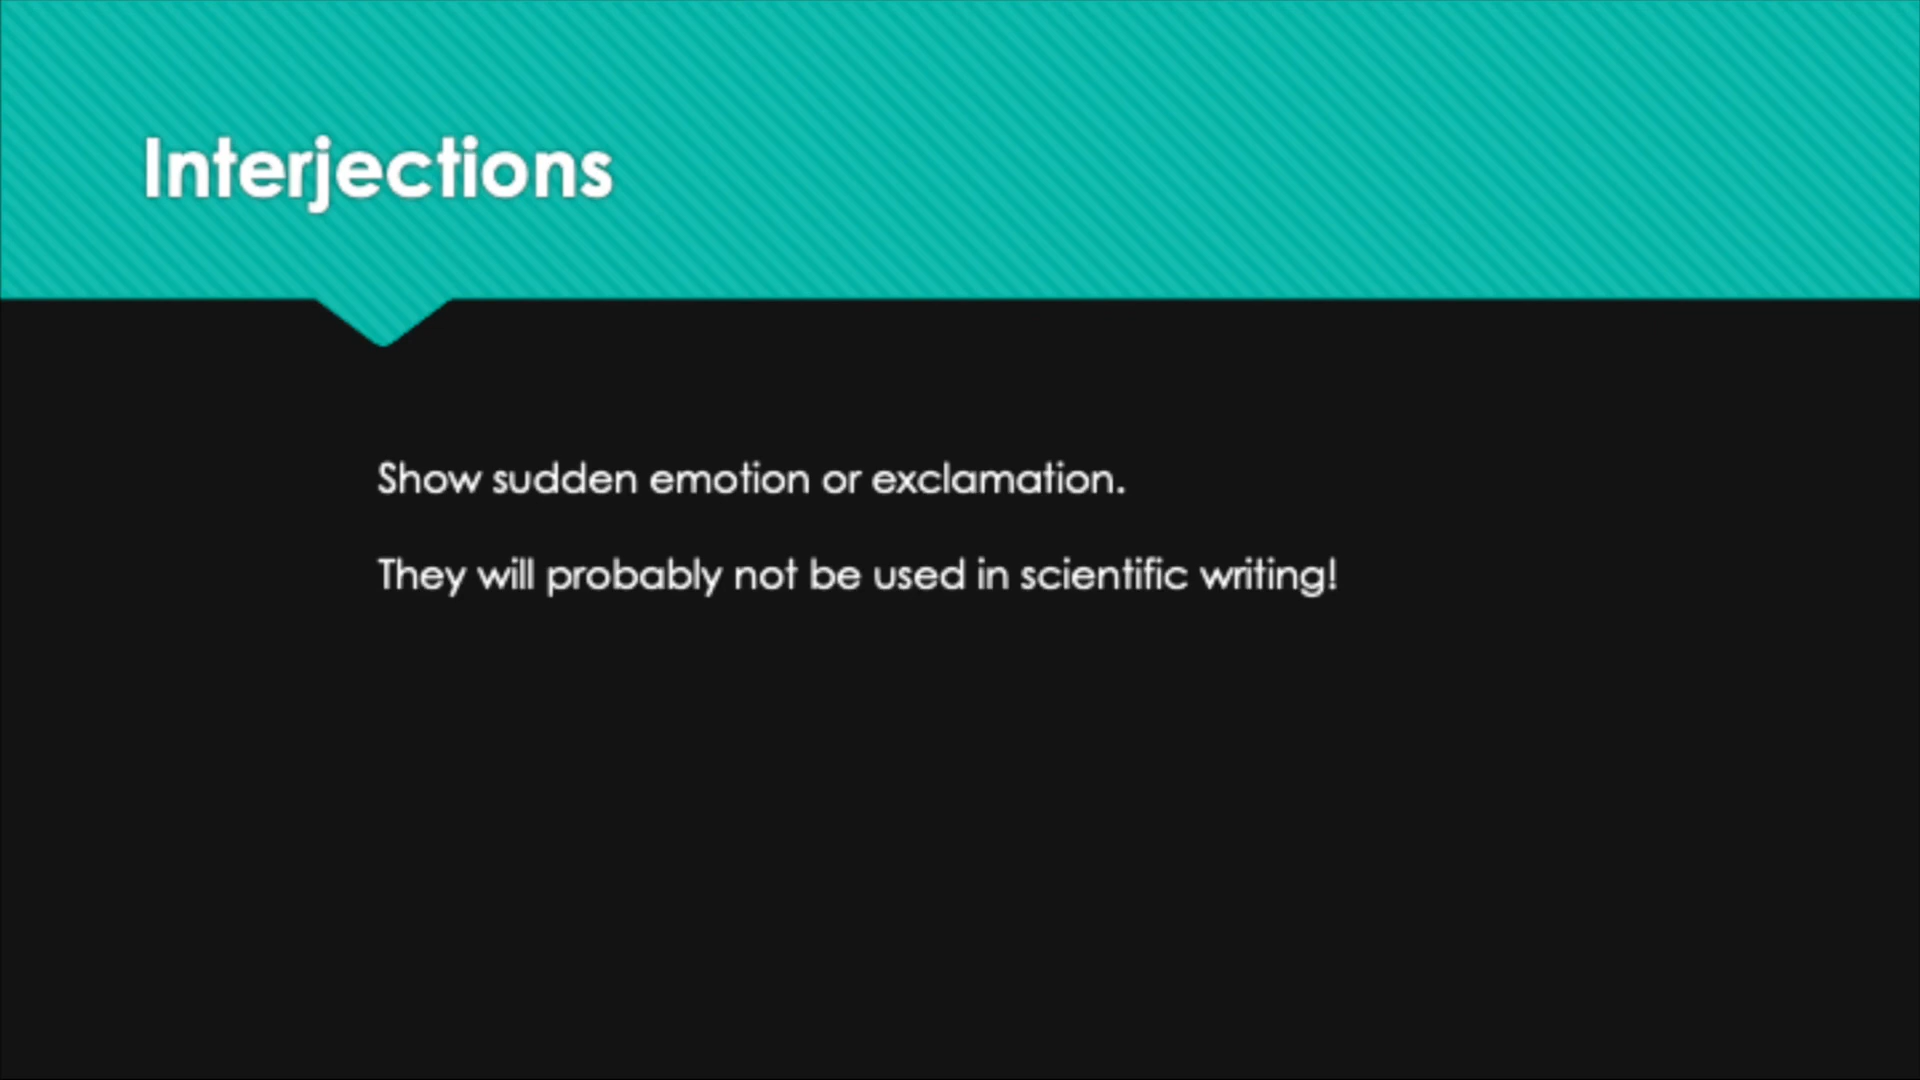 Interjections
Show sudden emotion or exclamation.
They will probably not be used in scientific writing!